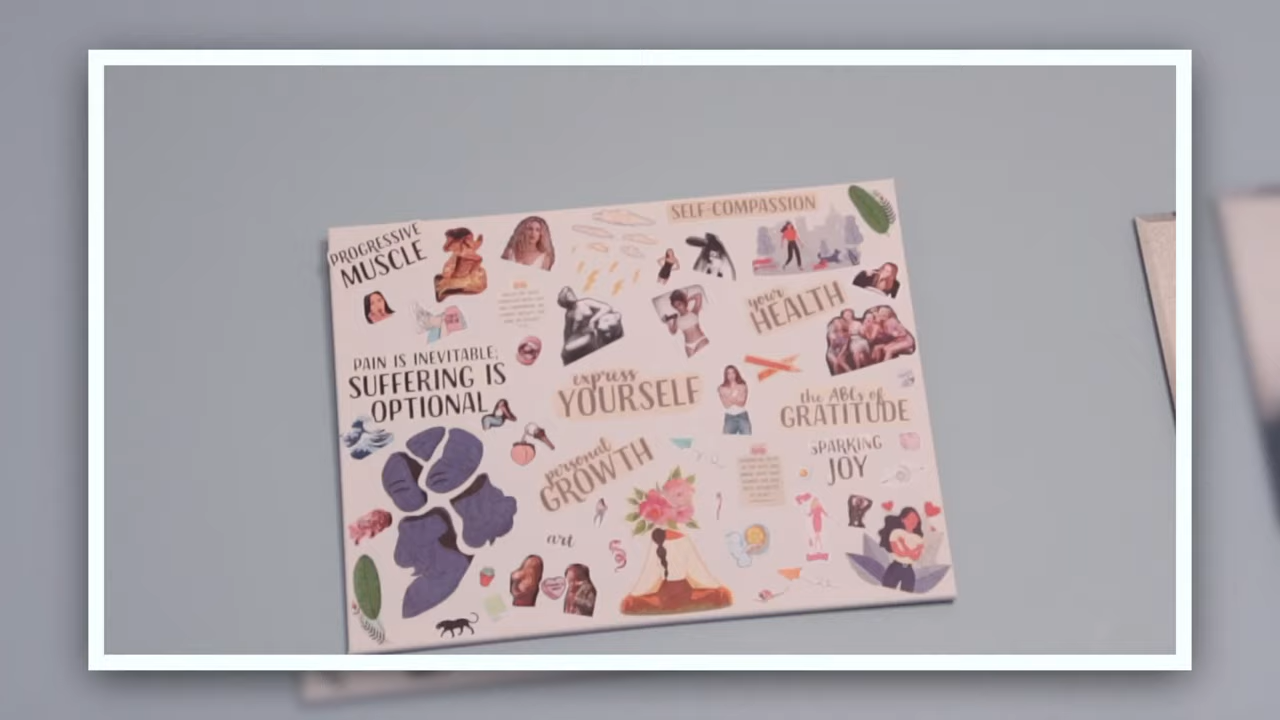 SELF-COMPASSION
PROGRESSIVE
MUSCLE
your
HEALTH
PAIN IS INEVITABLE;
SUFFERING IS
OPTIONAL
express
YOURSELF
the ABCs of
GRATITUDE
personal
GROWTH
SPARKING
JOY
art